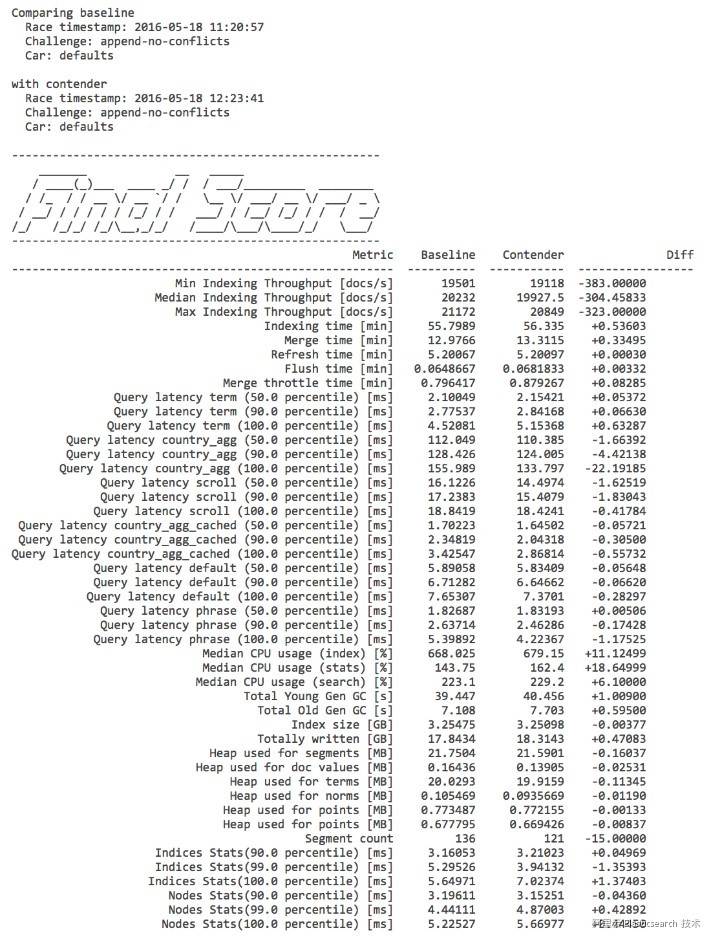 Comparing baseline
Race timestamp: 2016-05-18 11:20:57
Challenge: append-no-conflicts
Car: defaults
with contender
Race timestamp: 2016-05-18 12:23:41
Challenge: append-no-conflicts
Car: defaults
------------------------------------------------------
Final Score
------------------------------------------------------
Metric Baseline Contender Diff
-------------------------------------------------------- ---------- ----------- -----------------
Min Indexing Throughput [docs/s] 19501 19118 -383.00000
Median Indexing Throughput [docs/s] 20232 19927.5 -304.45833
Max Indexing Throughput [docs/s] 21172 20849 -323.00000
Indexing time [min] 55.7989 56.335 +0.53603
Merge time [min] 12.9766 13.3115 +0.33495
Refresh time [min] 5.20067 5.20097 +0.00030
Flush time [min] 0.0648667 0.0681833 +0.00332
Merge throttle time [min] 0.796417 0.879267 +0.08285
Query latency term (50.0 percentile) [ms] 2.10049 2.15421 +0.05372
Query latency term (90.0 percentile) [ms] 2.77537 2.84168 +0.06630
Query latency term (100.0 percentile) [ms] 4.52081 5.15368 +0.63287
Query latency country_agg (50.0 percentile) [ms] 112.049 110.385 -1.66392
Query latency country_agg (90.0 percentile) [ms] 128.426 124.005 -4.42138
Query latency country_agg (100.0 percentile) [ms] 155.989 133.797 -22.19185
Query latency scroll (50.0 percentile) [ms] 16.1226 14.4974 -1.62519
Query latency scroll (90.0 percentile) [ms] 17.2383 15.4079 -1.83043
Query latency scroll (100.0 percentile) [ms] 18.8419 18.4241 -0.41784
Query latency country_agg_cached (50.0 percentile) [ms] 1.70223 1.64502 -0.05721
Query latency country_agg_cached (90.0 percentile) [ms] 2.34819 2.04318 -0.30500
Query latency country_agg_cached (100.0 percentile) [ms] 3.42547 2.86814 -0.55732
Query latency default (50.0 percentile) [ms] 5.89058 5.83409 -0.05648
Query latency default (90.0 percentile) [ms] 6.71282 6.64662 -0.06620
Query latency default (100.0 percentile) [ms] 7.65307 7.3701 -0.28297
Query latency phrase (50.0 percentile) [ms] 1.82687 1.83193 +0.00506
Query latency phrase (90.0 percentile) [ms] 2.63714 2.46286 -0.17428
Query latency phrase (100.0 percentile) [ms] 5.39892 4.22367 -1.17525
Median CPU usage (index) [%] 668.025 679.15 +11.12499
Median CPU usage (stats) [%] 143.75 162.4 +18.64999
Median CPU usage (search) [%] 223.1 229.2 +6.10000
Total Young Gen GC [s] 39.447 40.456 +1.00900
Total Old Gen GC [s] 7.108 7.703 +0.59500
Index size [GB] 3.25475 3.25098 -0.00377
Totally written [GB] 17.8434 18.3143 +0.47083
Heap used for segments [MB] 21.7504 21.5901 -0.16037
Heap used for doc values [MB] 0.16436 0.13905 -0.02531
Heap used for terms [MB] 20.0293 19.9159 -0.11345
Heap used for norms [MB] 0.105469 0.0935669 -0.01190
Heap used for points [MB] 0.773487 0.772155 -0.00133
Heap used for points [MB] 0.677795 0.669426 -0.00837
Segment count 136 121 -15.00000
Indices Stats(90.0 percentile) [ms] 3.16053 3.21023 +0.04969
Indices Stats(99.0 percentile) [ms] 5.29526 3.94132 -1.35393
Indices Stats(100.0 percentile) [ms] 5.64971 7.02374 +1.37403
Nodes Stats(90.0 percentile) [ms] 3.19611 3.15251 -0.04360
Nodes Stats(99.0 percentile) [ms] 4.44111 4.87003 +0.42892
Nodes Stats(100.0 percentile) [ms] 5.22527 5.66977
技术